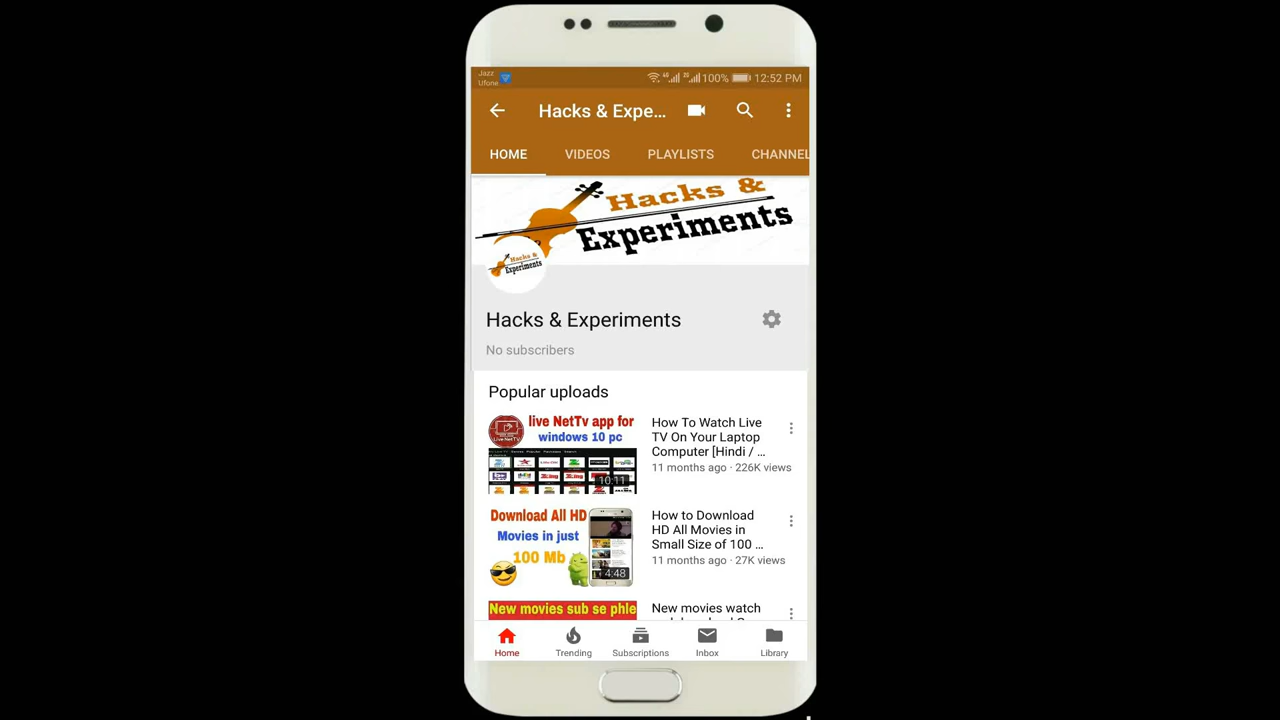 Jazz
Ufone
4G 2G 100% 12:52 PM
Hacks & Expe...
HOME VIDEOS PLAYLISTS CHANNEL
Hacks &
Experiments
Hacks &
Experiments
Hacks & Experiments
No subscribers
Popular uploads
live NetTv app for
windows 10 pc
10:11
How To Watch Live
TV On Your Laptop
Computer [Hindi / ...
11 months ago · 226K views
Download All HD
Movies in just
100 Mb
4:48
How to Download
HD All Movies in
Small Size of 100 ...
11 months ago · 27K views
New movies sub se phle
New movies watch
Home Trending Subscriptions Inbox Library